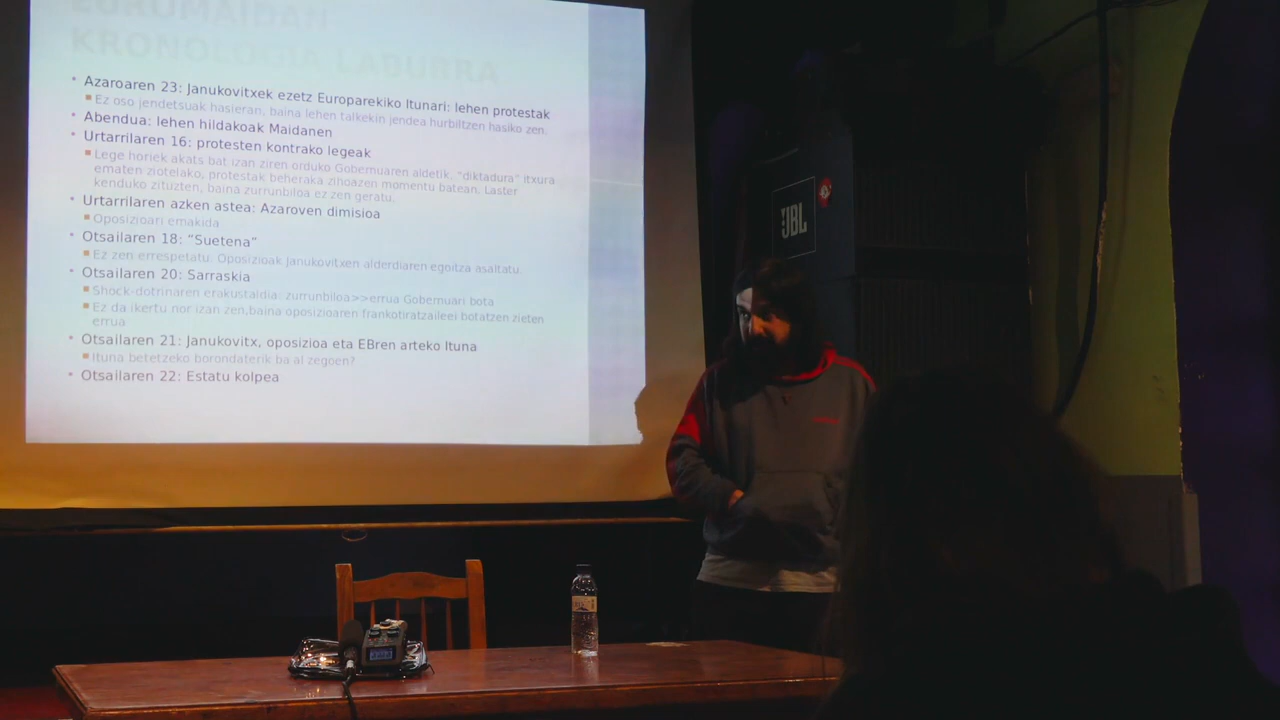 EUROMAIDAN
KRONOLOGIA LABURRA
Azaroaren 23: Janukovitxek ezetz Europarekiko Itunari: lehen protestak
Ez oso jendetsuak hasieran, baina lehen talkekin jendea hurbiltzen hasiko zen.
Abendua: lehen hildakoak Maidanen
Urtarrilaren 16: protesten kontrako legeak
Lege horiek akats bat izan ziren orduko Gobernuaren aldetik. "diktadura" itxura
ematen ziotelako, protestak beheraka zihoazen momentu batean. Laster
kenduko zituzten, baina zurrunbiloa ez zen geratu.
Urtarrilaren azken astea: Azaroven dimisioa
Oposizioari emakida
Otsailaren 18: "Suetena"
Ez zen errespetatu. Oposizioak Janukovitxen alderdiaren egoitza asaltatu.
Otsailaren 20: Sarraskia
Shock-dotrinaren erakustaldia: zurrunbiloa>>errua Gobernuari bota
Ez da ikertu nor izan zen,baina oposizioaren frankotiratzaileei botatzen zieten
errua
Otsailaren 21: Janukovitx, oposizioa eta EBren arteko Ituna
Ituna betetzeko borondaterik ba al zegoen?
Otsailaren 22: Estatu kolpea
JBL